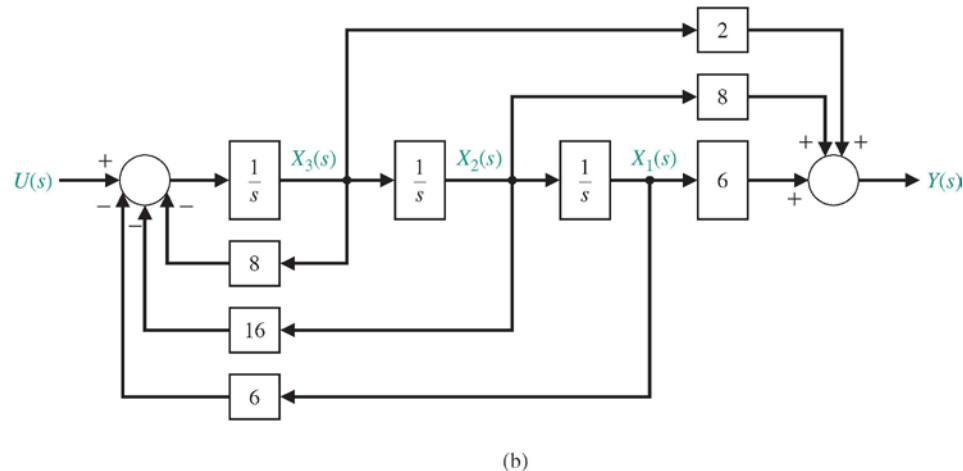 2
8
U(s)
+
−
−
−
1
s
X3(s)
1
s
X2(s)
1
s
X1(s)
6
+
+
+
Y(s)
8
16
6
(b)